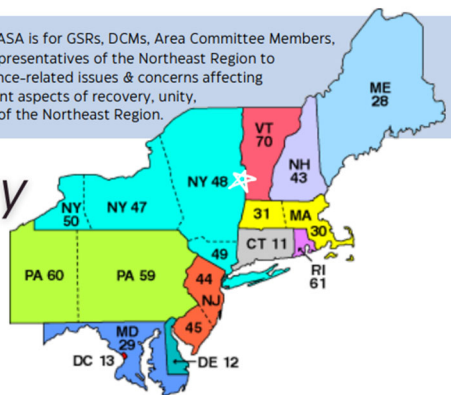 ASA is for GSRs, DCMs, Area Committee Members,
presentatives of the Northeast Region to
nce-related issues & concerns affecting
nt aspects of recovery, unity,
of the Northeast Region.
y
ME
28
VT
70
NH
43
NY 48
NY
50
NY 47
31
MA
30
CT 11
RI
61
49
PA 60
PA 59
44
NJ
45
MD
29
DC 13
DE 12